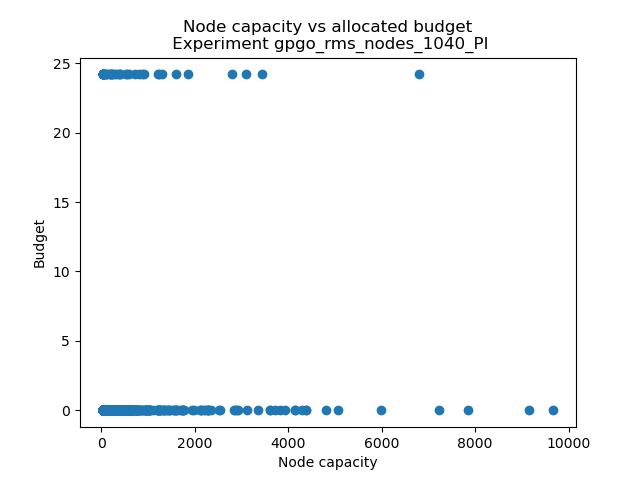 Node capacity vs allocated budget
Experiment gpgo_rms_nodes_1040_PI
25
20
15
10
5
0
Budget
0 2000 4000 6000 8000 10000
Node capacity